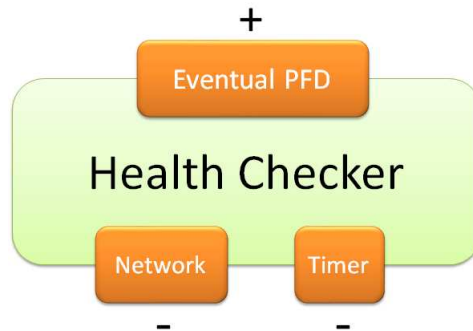 +
Eventual PFD
Health Checker
Network Timer
- -